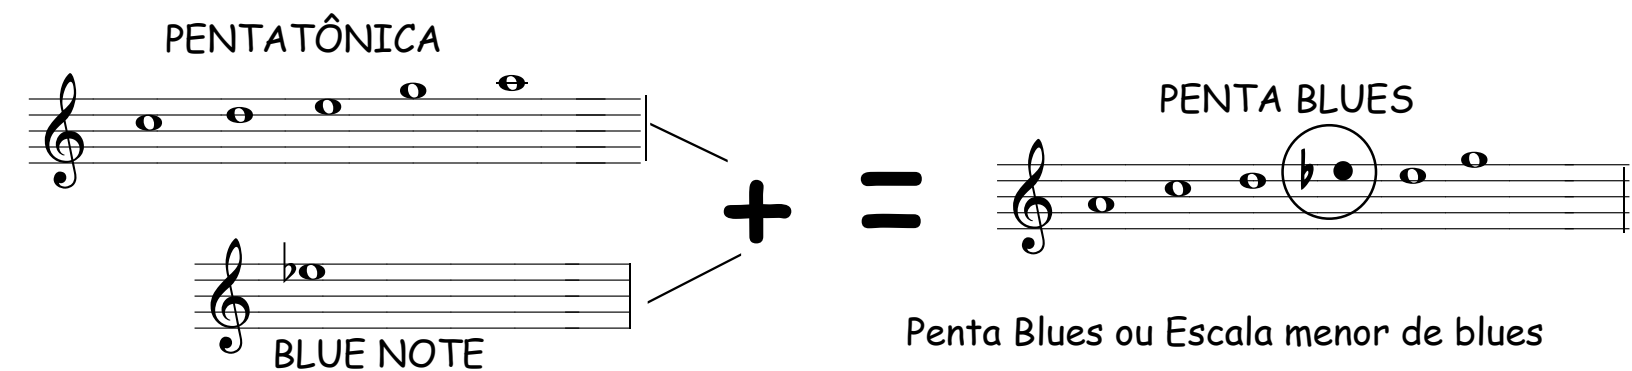 PENTATÔNICA
PENTA BLUES
BLUE NOTE
Penta Blues ou Escala menor de blues